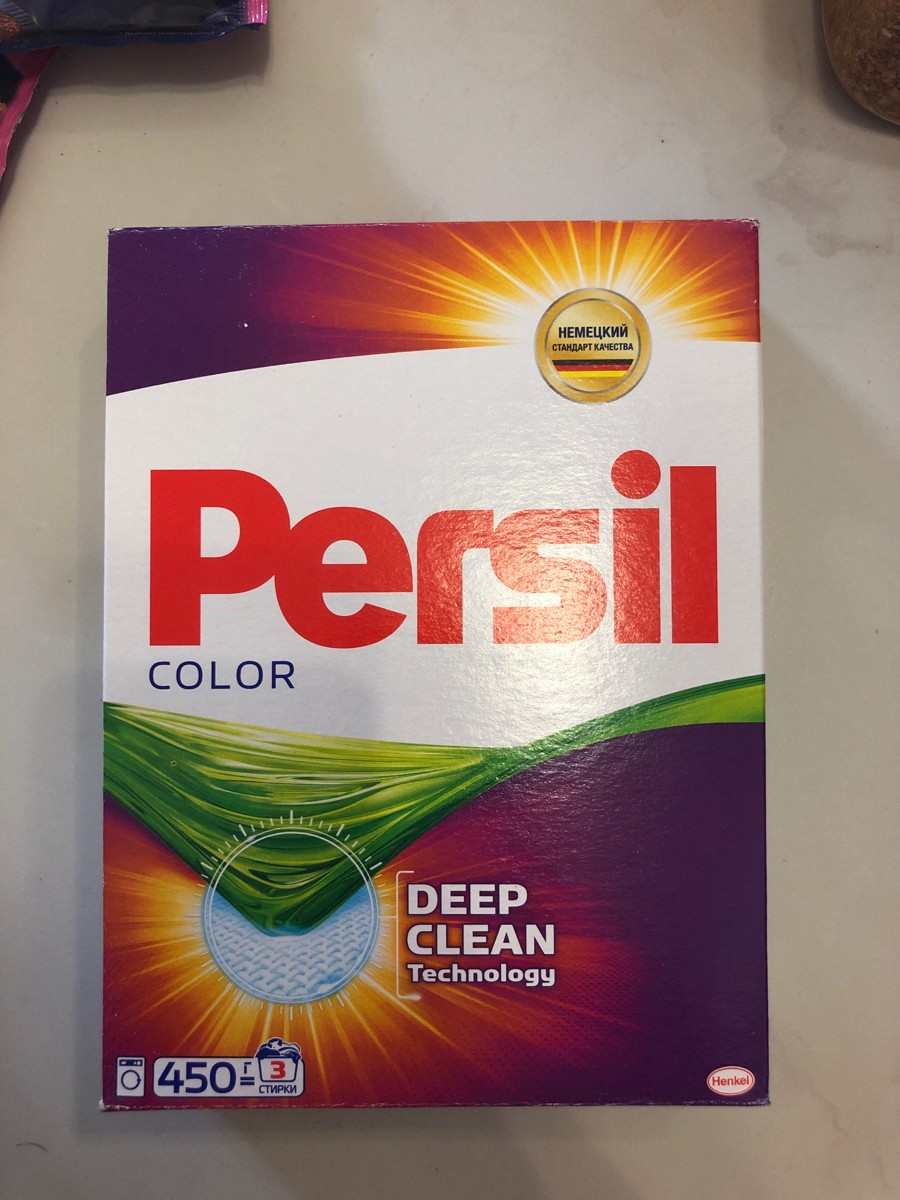 НЕМЕЦКИЙ
СТАНДАРТ КАЧЕСТВА
Persil
COLOR
DEEP
CLEAN
Technology
450 г = 3
СТИРКИ
Henkel